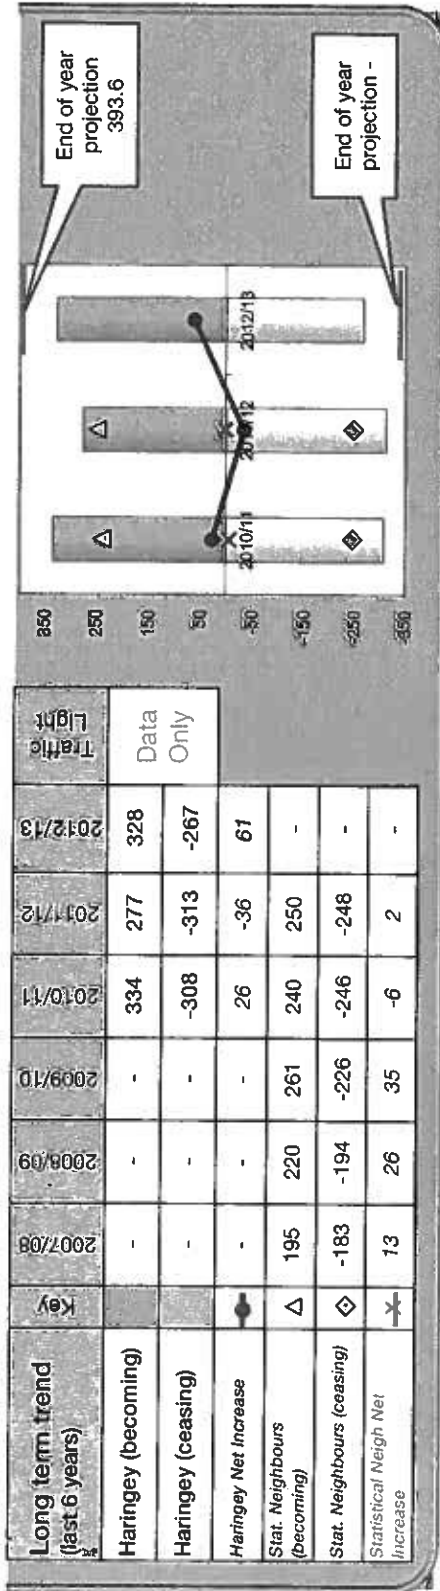 Long term trend
(last 6 years)
Key
2007/08
2008/09
2009/10
2010/11
2011/12
2012/13
Traffic
Light
Haringey (becoming)
- - - 334 277 328
Data
Only
Haringey (ceasing)
- - - -308 -313 -267
Haringey Net Increase
- - - 26 -36 61
Stat. Neighbours
(becoming)
195 220 261 240 250 -
Stat. Neighbours (ceasing)
-183 -194 -226 -246 -248 -
Statistical Neigh Net
Increase
13 26 35 -6 2 -
350
250
150
50
-50
-150
-250
-350
2010/11
2012/13
End of year
projection
393.6
End of year
projection -